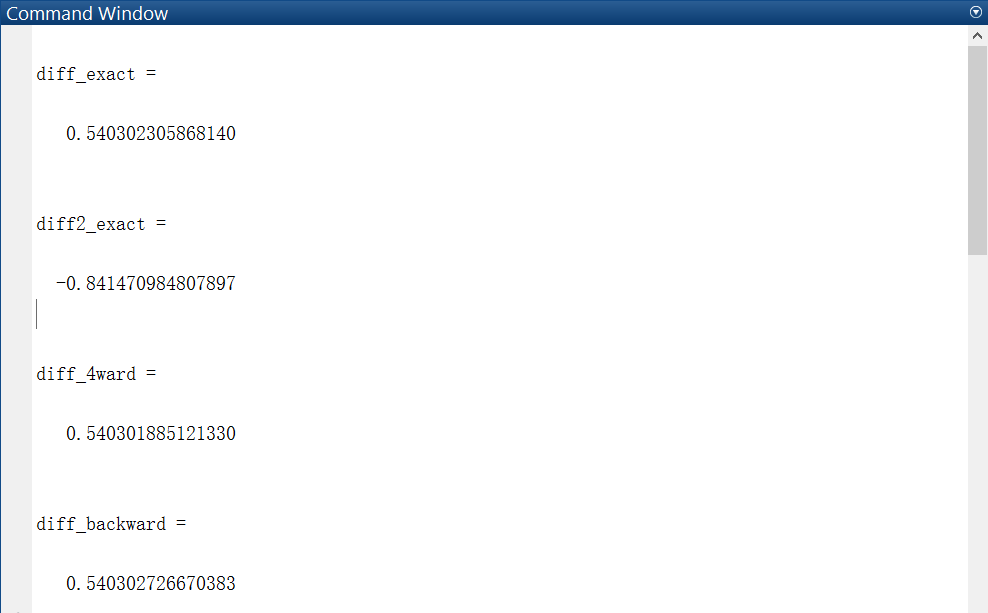 Command Window
diff_exact =
0.540302305868140
diff2_exact =
-0.841470984807897
diff_4ward =
0.540301885121330
diff_backward =
0.540302726670383